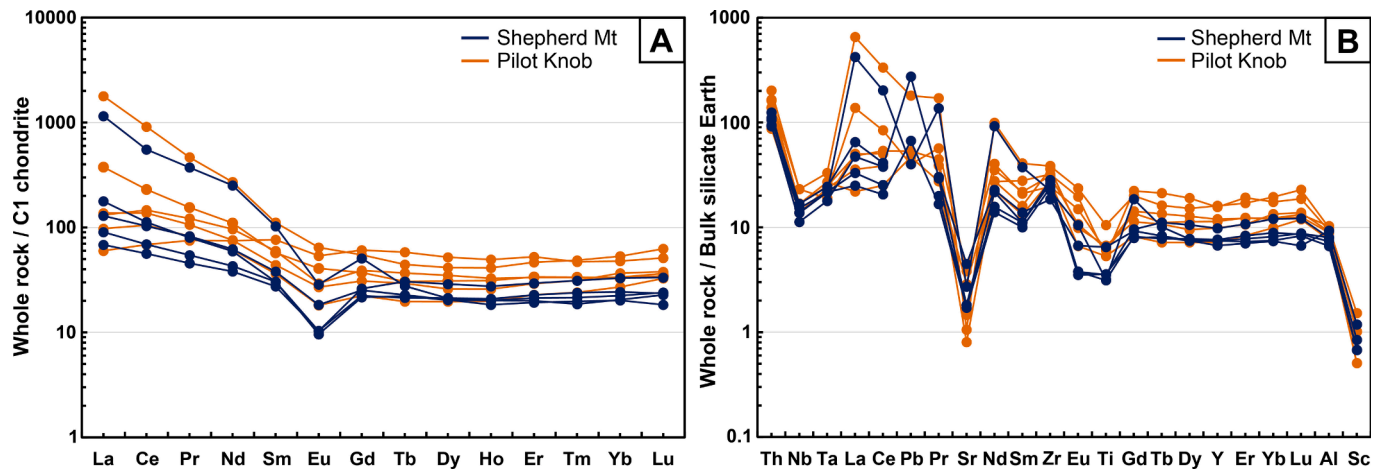 A
Shepherd Mt
Pilot Knob
Whole rock / C1 chondrite
10000
1000
100
10
1
La Ce Pr Nd Sm Eu Gd Tb Dy Ho Er Tm Yb Lu
B
Shepherd Mt
Pilot Knob
Whole rock / Bulk silicate Earth
1000
100
10
1
0.1
Th Nb Ta La Ce Pb Pr Sr Nd Sm Zr Eu Ti Gd Tb Dy Y Er Yb Lu Al Sc